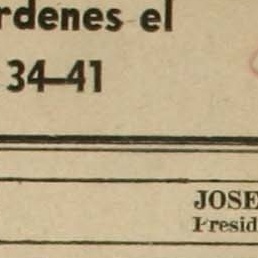 rdenes el
34-41
JOSE
Presid